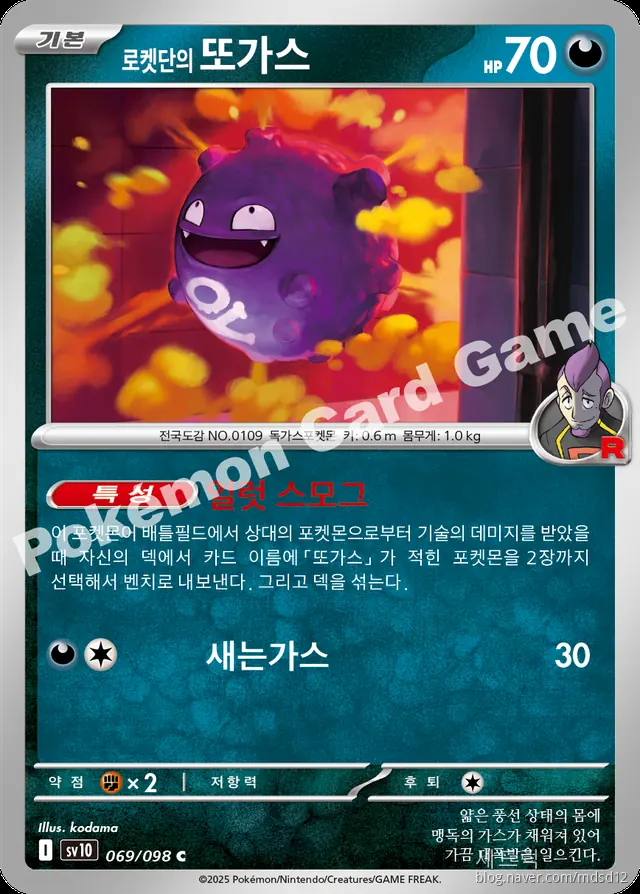 기본
로켓단의 또가스
HP 70
전국도감 NO.0109 독가스포켓몬 키: 0.6 m 몸무게: 1.0 kg
R
Pokémon Card Game
특성 일럿 스모그
이 포켓몬이 배틀필드에서 상대의 포켓몬으로부터 기술의 데미지를 받았을
때 자신의 덱에서 카드 이름에 「또가스」가 적힌 포켓몬을 2장까지
선택해서 벤치로 내보낸다. 그리고 덱을 섞는다.
새는가스 30
약점 ×2 저항력 후퇴
Illus. kodama
얇은 풍선 상태의 몸에
맹독의 가스가 채워져 있어
가끔 대폭발을 일으킨다.
I sv10 069/098 C
©2025 Pokémon/Nintendo/Creatures/GAME FREAK.
blog.naver.com/mdsd12